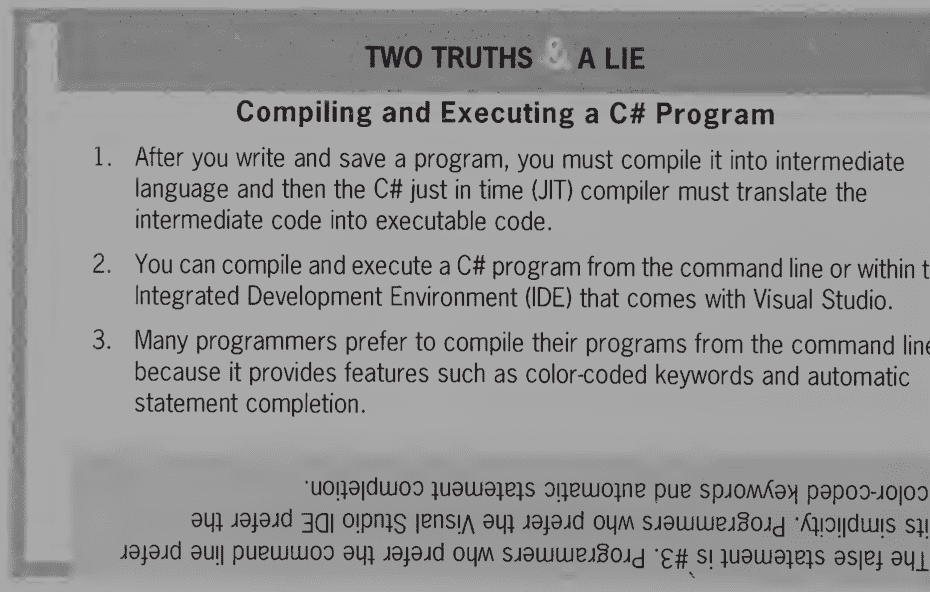 TWO TRUTHS & A LIE
Compiling and Executing a C# Program
1. After you write and save a program, you must compile it into intermediate
language and then the C# just in time (JIT) compiler must translate the
intermediate code into executable code.
2. You can compile and execute a C# program from the command line or within
Integrated Development Environment (IDE) that comes with Visual Studio.
3. Many programmers prefer to compile their programs from the command line
because it provides features such as color-coded keywords and automatic
statement completion.
The false statement is #3. Programmers who prefer the command line prefer
its simplicity. Programmers who prefer the Visual Studio IDE prefer the
color-coded keywords and automatic statement completion.